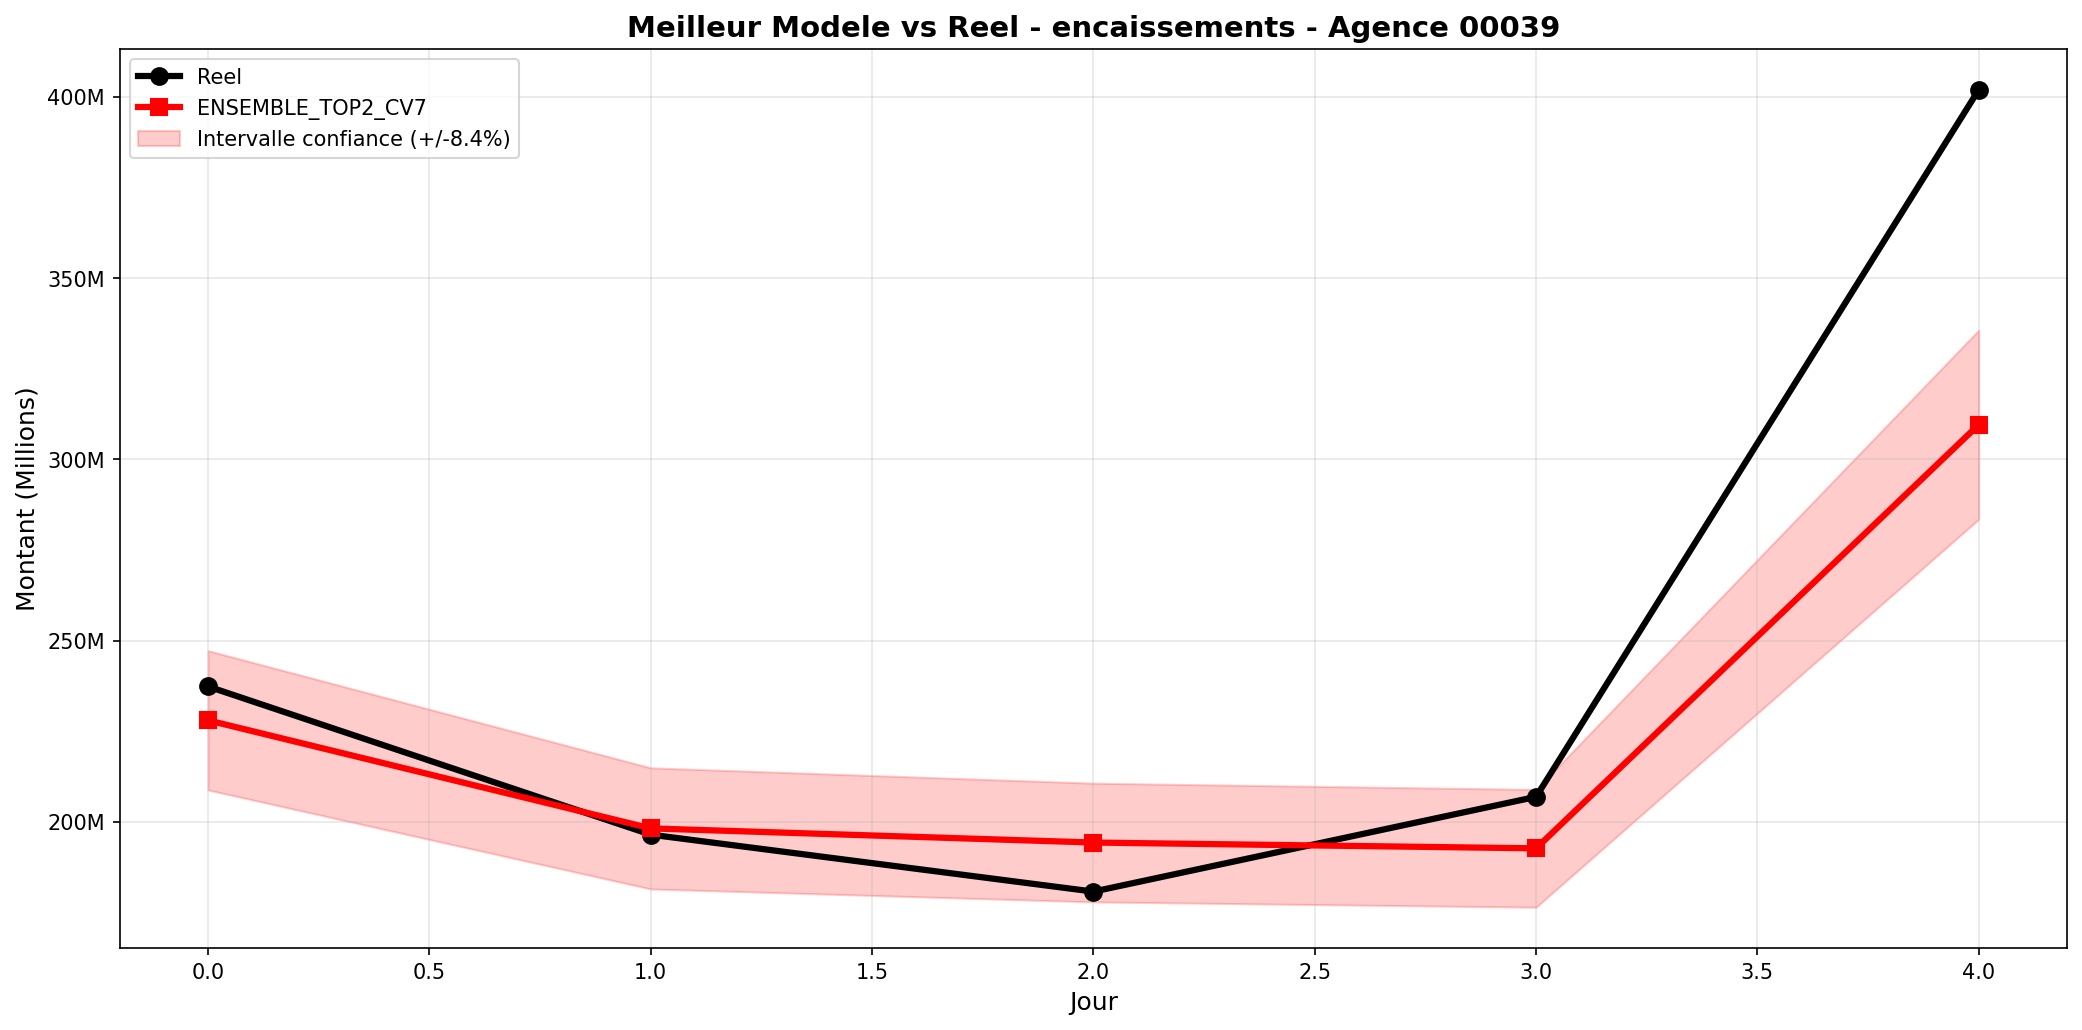 Meilleur Modele vs Reel - encaissements - Agence 00039
Reel
ENSEMBLE_TOP2_CV7
Intervalle confiance (+/-8.4%)
Montant (Millions)
400M
350M
300M
250M
200M
0.0 0.5 1.0 1.5 2.0 2.5 3.0 3.5 4.0
Jour